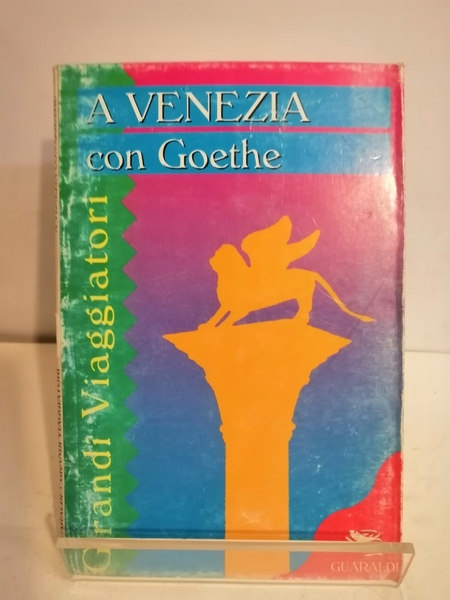 A VENEZIA
con Goethe
Grandi Viaggiatori
GUARALDI